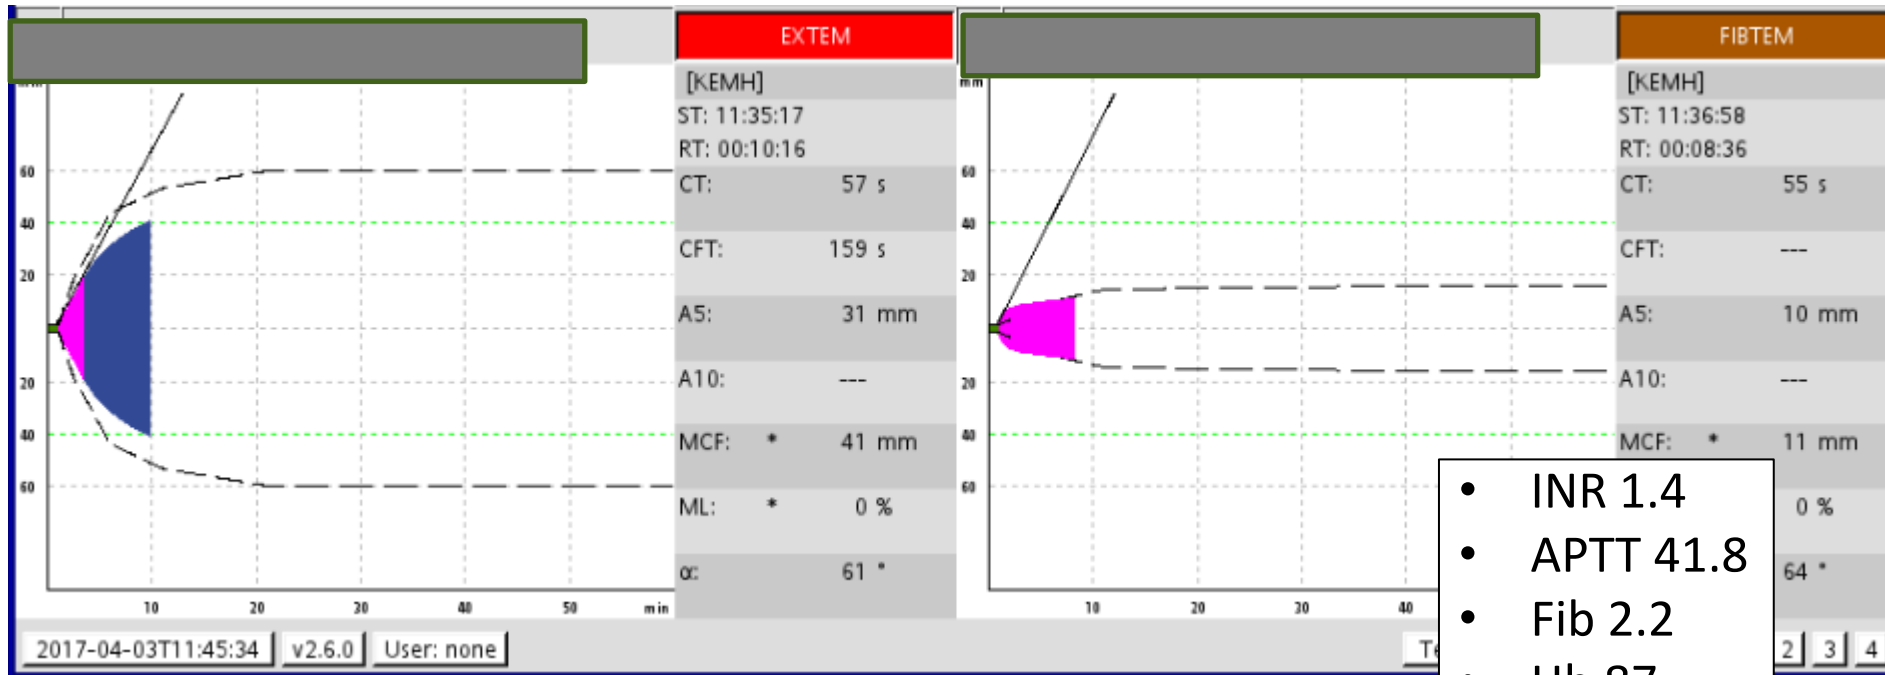 EXTEM
[KEMH]
ST: 11:35:17
RT: 00:10:16
CT: 57 s
CFT: 159 s
A5: 31 mm
A10: ---
MCF: * 41 mm
ML: * 0 %
α: 61 °
60
40
20
20
40
60
10 20 30 40 50 min
FIBTEM
mm
[KEMH]
ST: 11:36:58
RT: 00:08:36
CT: 55 s
CFT: ---
A5: 10 mm
A10: ---
MCF: * 11 mm
0 %
64 °
60
40
20
20
40
60
10 20 30 40
• INR 1.4
• APTT 41.8
• Fib 2.2
2017-04-03T11:45:34 v2.6.0 User: none
2 3 4